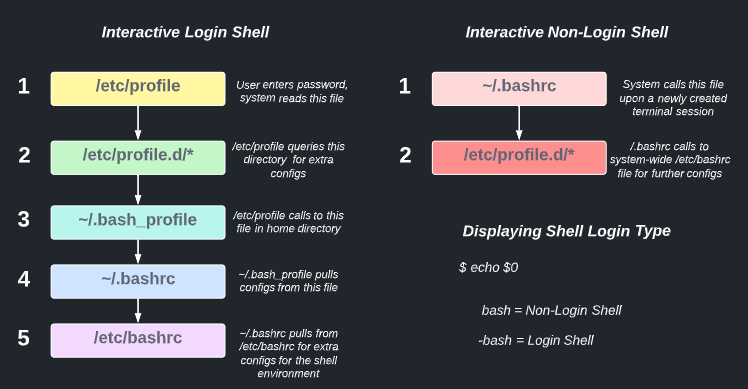 Interactive Login Shell
1
/etc/profile
User enters password,
system reads this file
2
/etc/profile.d/*
/etc/profile queries this
directory for extra
configs
3
~/.bash_profile
/etc/profile calls to this
file in home directory
4
~/.bashrc
~/.bash_profile pulls
configs from this file
5
/etc/bashrc
~/.bashrc pulls from
/etc/bashrc for extra
configs for the shell
environment
Interactive Non-Login Shell
1
~/.bashrc
System calls this file
upon a newly created
terninal session
2
/etc/profile.d/*
/.bashrc calls to
system-wide /etc/bashrc
file for further configs
Displaying Shell Login Type
$ echo $0
bash = Non-Login Shell
-bash = Login Shell